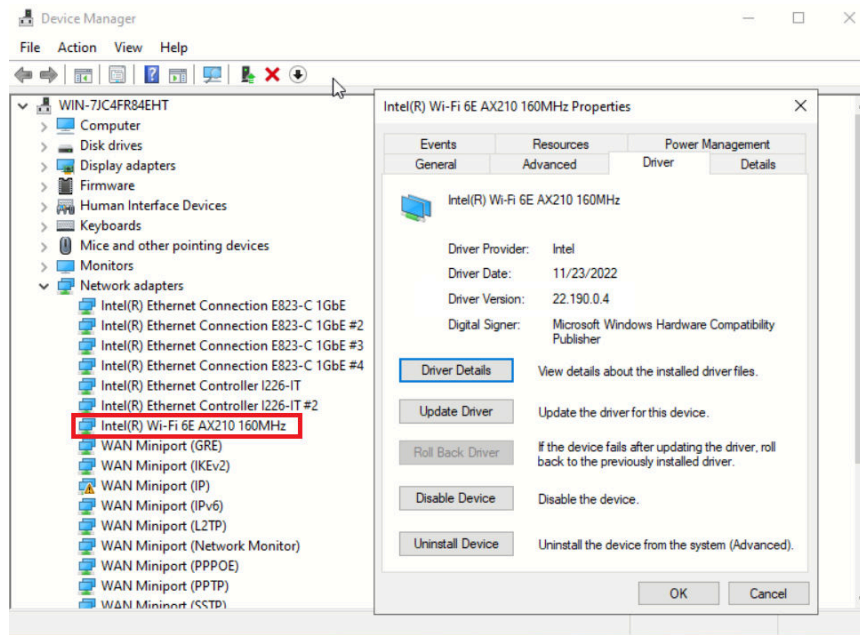 Device Manager
File Action View Help
WIN-7JC4FR84EHT
Computer
Disk drives
Display adapters
Firmware
Human Interface Devices
Keyboards
Mice and other pointing devices
Monitors
Network adapters
Intel(R) Ethernet Connection E823-C 1GbE
Intel(R) Ethernet Connection E823-C 1GbE #2
Intel(R) Ethernet Connection E823-C 1GbE #3
Intel(R) Ethernet Connection E823-C 1GbE #4
Intel(R) Ethernet Controller I226-IT
Intel(R) Ethernet Controller I226-IT #2
Intel(R) Wi-Fi 6E AX210 160MHz
WAN Miniport (GRE)
WAN Miniport (IKEv2)
WAN Miniport (IP)
WAN Miniport (IPv6)
WAN Miniport (L2TP)
WAN Miniport (Network Monitor)
WAN Miniport (PPPOE)
WAN Miniport (PPTP)
WAN Miniport (SSTP)
Intel(R) Wi-Fi 6E AX210 160MHz Properties
Events Resources Power Management
General Advanced Driver Details
Intel(R) Wi-Fi 6E AX210 160MHz
Driver Provider: Intel
Driver Date: 11/23/2022
Driver Version: 22.190.0.4
Digital Signer: Microsoft Windows Hardware Compatibility
Publisher
Driver Details View details about the installed driver files.
Update Driver Update the driver for this device.
Roll Back Driver If the device fails after updating the driver, roll
back to the previously installed driver.
Disable Device Disable the device.
Uninstall Device Uninstall the device from the system (Advanced).
OK Cancel